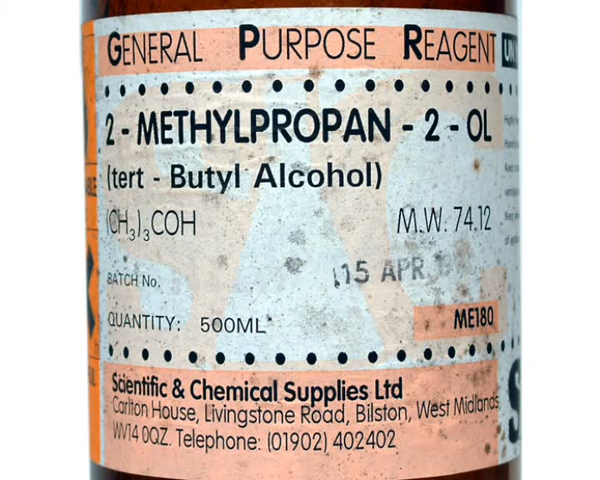 GENERAL PURPOSE REAGENT
2 - METHYLPROPAN - 2 - OL
(tert - Butyl Alcohol)
(CH₃)₃COH M.W. 74.12
BATCH No. 15 APR
QUANTITY: 500ML ME180
Scientific & Chemical Supplies Ltd
Carlton House, Livingstone Road, Bilston, West Midlands
WV14 0QZ. Telephone: (01902) 402402